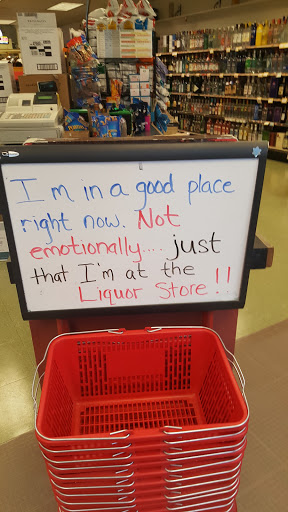 I m in a good place
right now. Not
emotionally.... just
that I'm at the
Liquor Store!!